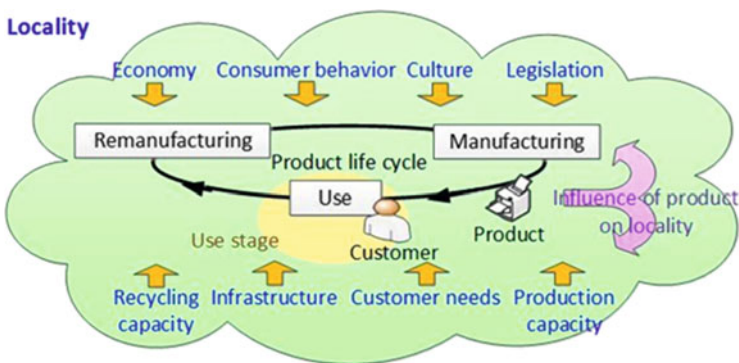 Locality
Economy Consumer behavior Culture Legislation
Remanufacturing Manufacturing
Product life cycle
Use
Influence of product
on locality
Product
Use stage
Customer
Recycling Infrastructure Customer needs Production
capacity capacity